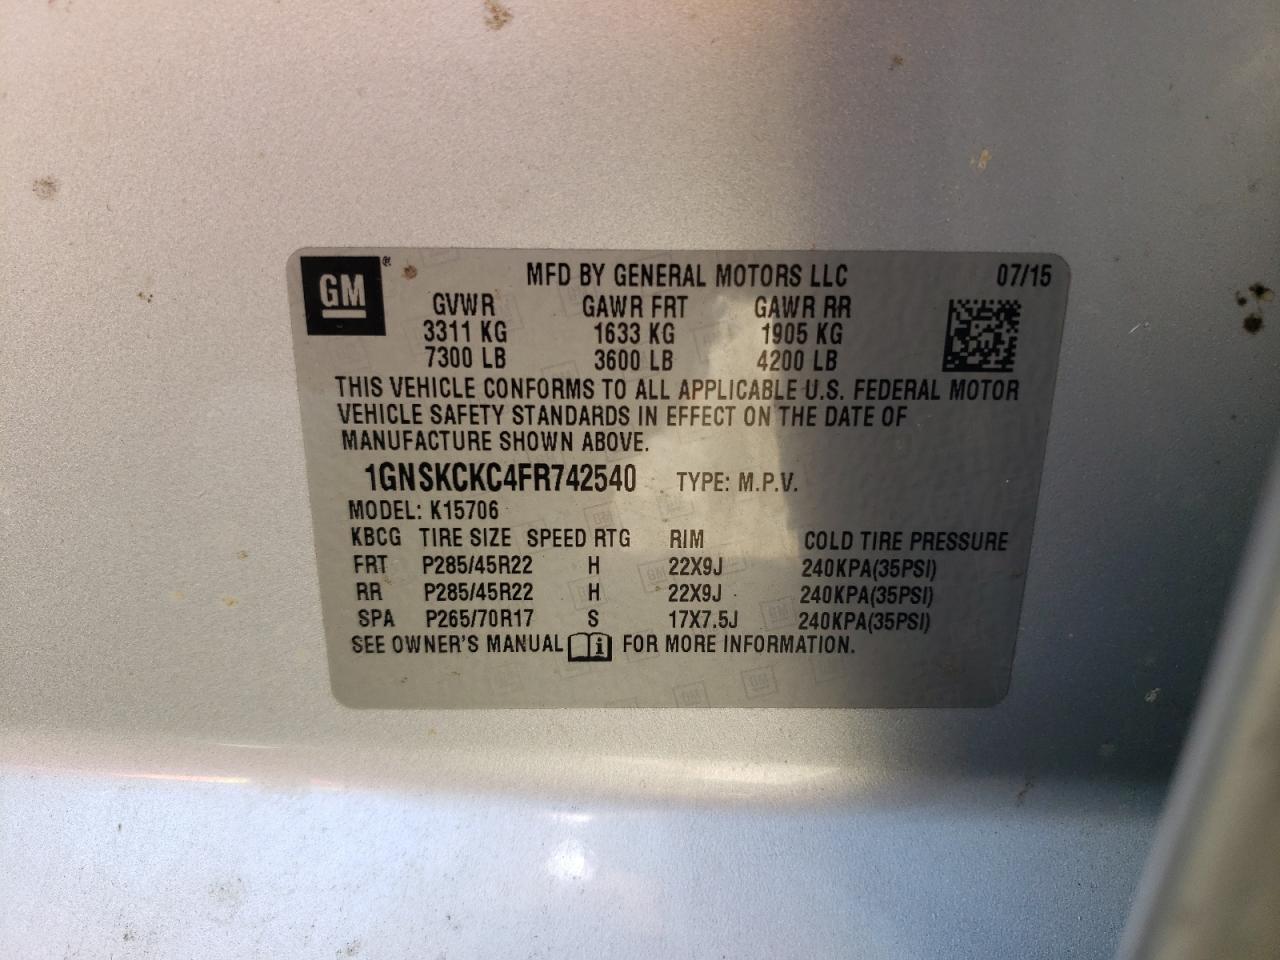 GM®
MFD BY GENERAL MOTORS LLC 07/15
GVWR GAWR FRT GAWR RR
3311 KG 1633 KG 1905 KG
7300 LB 3600 LB 4200 LB
THIS VEHICLE CONFORMS TO ALL APPLICABLE U.S. FEDERAL MOTOR
VEHICLE SAFETY STANDARDS IN EFFECT ON THE DATE OF
MANUFACTURE SHOWN ABOVE.
1GNSKCKC4FR742540 TYPE: M.P.V.
MODEL: K15706
KBCG TIRE SIZE SPEED RTG RIM COLD TIRE PRESSURE
FRT P285/45R22 H 22X9J 240KPA(35PSI)
RR P285/45R22 H 22X9J 240KPA(35PSI)
SPA P265/70R17 S 17X7.5J 240KPA(35PSI)
SEE OWNER'S MANUAL i FOR MORE INFORMATION.